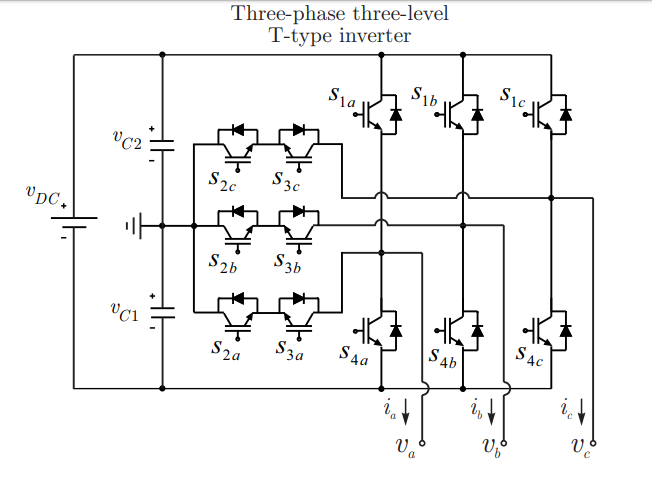 Three-phase three-level
T-type inverter
S1a
S1b
S1c
+
vC2
-
S2c
S3c
vDC
+
-
S2b
S3b
+
vC1
-
S2a
S3a
S4a
S4b
S4c
ia
ib
ic
va
vb
vc